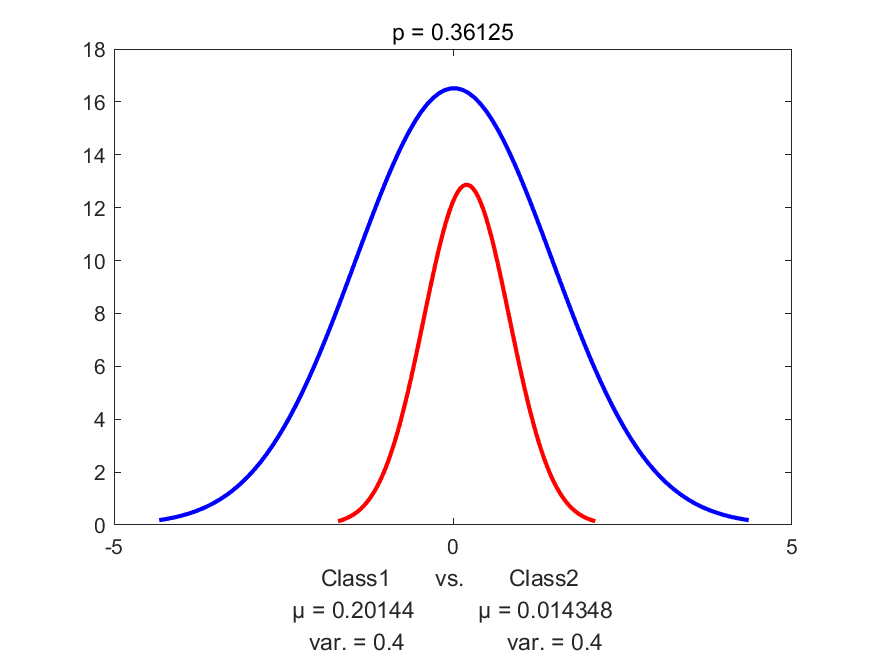 p = 0.36125
18
16
14
12
10
8
6
4
2
0
-5 0 5
Class1 vs. Class2
μ = 0.20144 μ = 0.014348
var. = 0.4 var. = 0.4